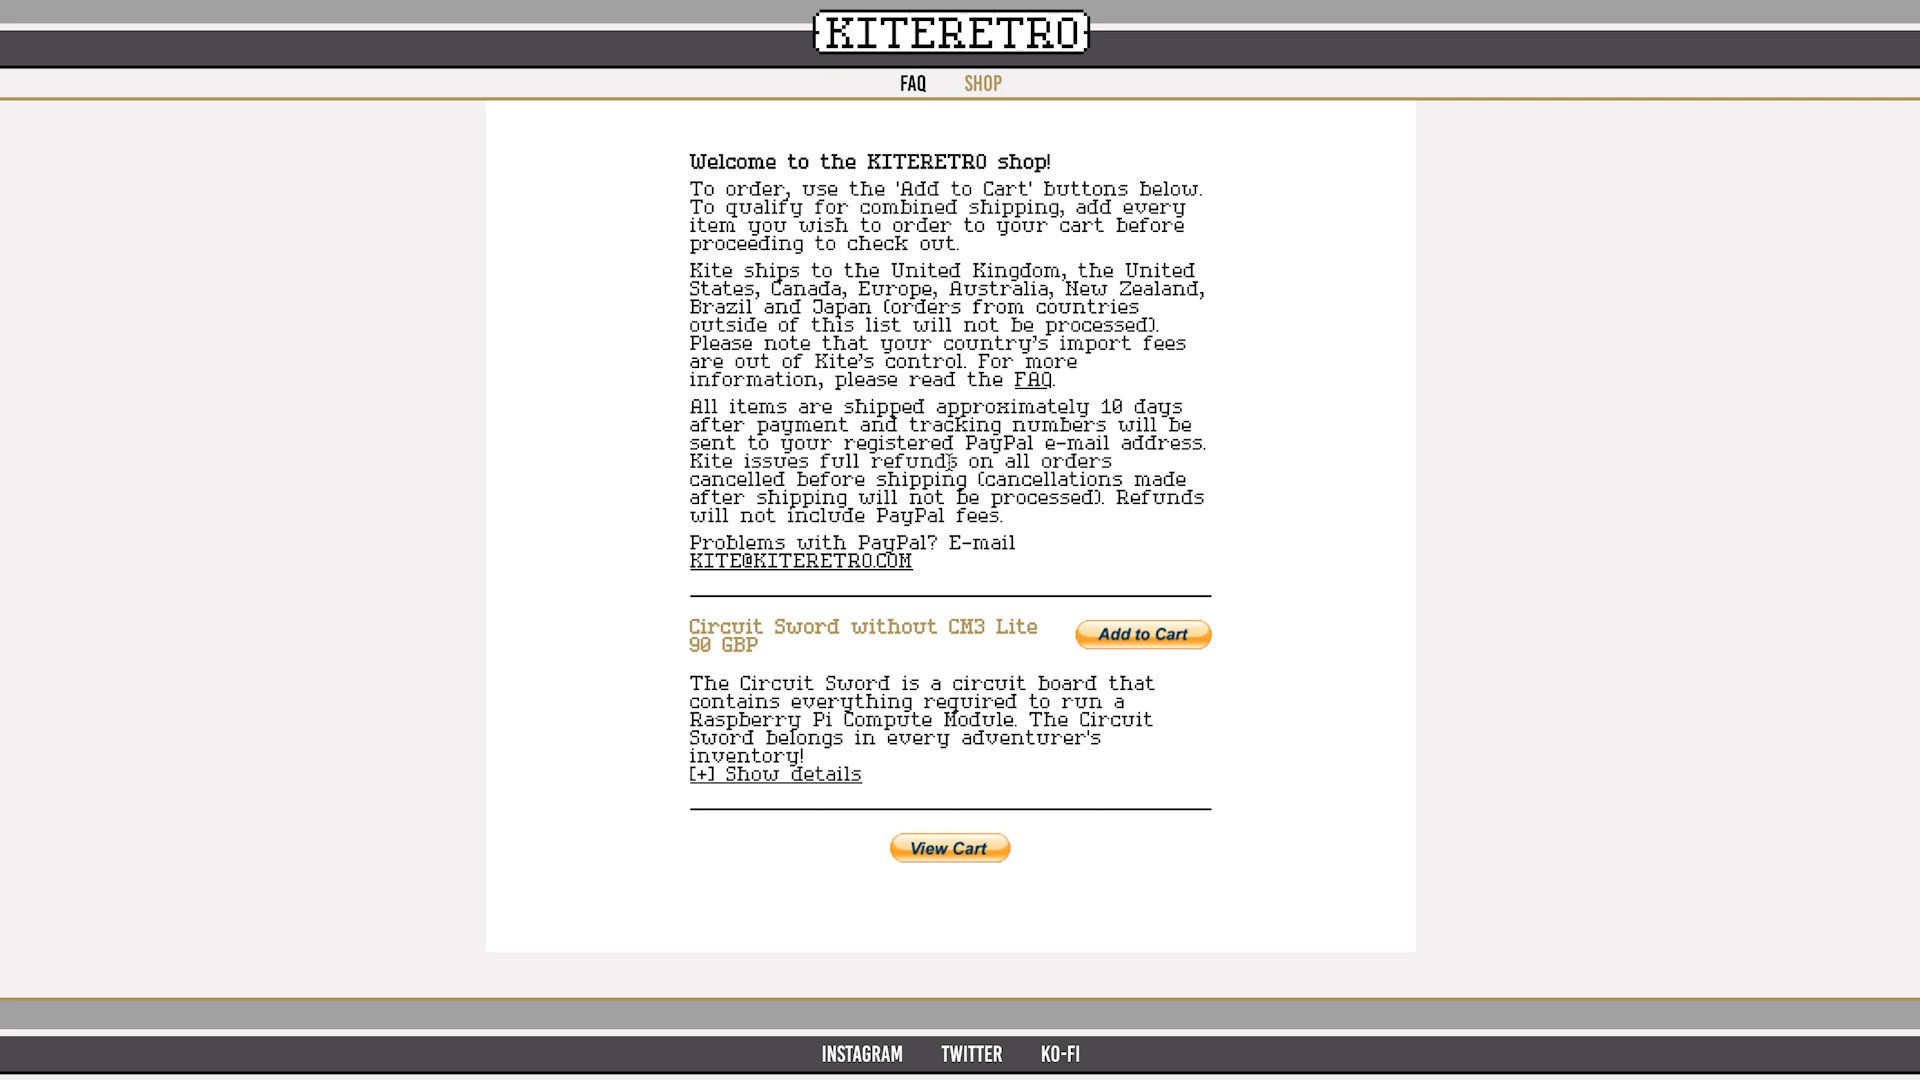 KITERETRO
FAQ SHOP
Welcome to the KITERETRO shop!
To order, use the 'Add to Cart' buttons below.
To qualify for combined shipping, add every
item you wish to order to your cart before
proceeding to check out.
Kite ships to the United Kingdom, the United
States, Canada, Europe, Australia, New Zealand,
Brazil and Japan (orders from countries
outside of this list will not be processed).
Please note that your country's import fees
are out of Kite's control. For more
information, please read the FAQ.
All items are shipped approximately 10 days
after payment and tracking numbers will be
sent to your registered PayPal e-mail address.
Kite issues full refunds on all orders
cancelled before shipping (cancellations made
after shipping will not be processed). Refunds
will not include PayPal fees.
Problems with PayPal? E-mail
KITE@KITERETRO.COM
Circuit Sword without CM3 Lite
90 GBP
Add to Cart
The Circuit Sword is a circuit board that
contains everything required to run a
Raspberry Pi Compute Module. The Circuit
Sword belongs in every adventurer's
inventory!
[+] Show details
View Cart
INSTAGRAM TWITTER KO-FI